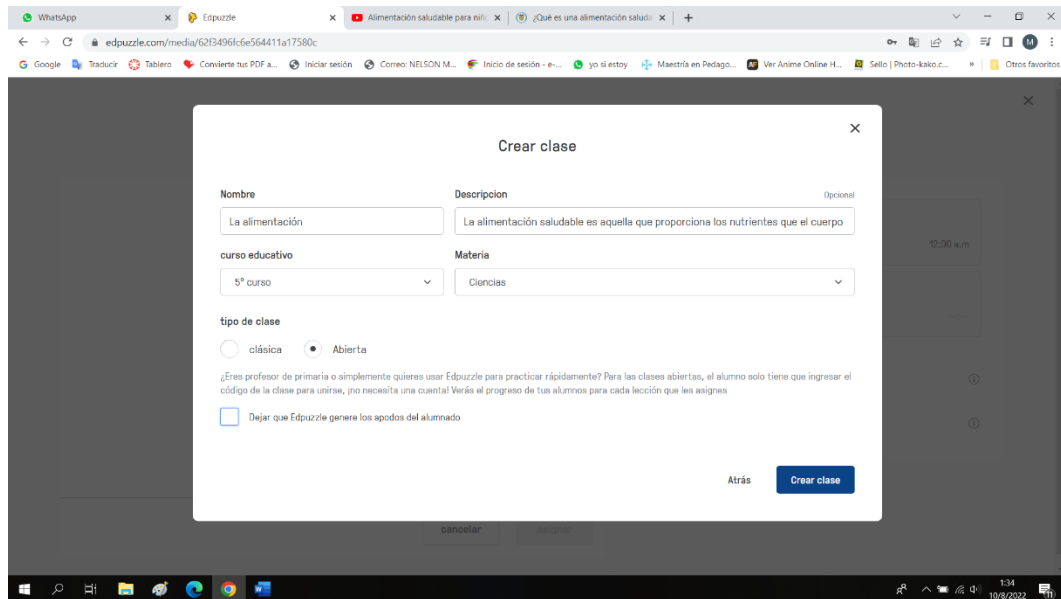 WhatsApp
Edpuzzle
Alimentación saludable para niñ
¿Qué es una alimentación saluda
edpuzzle.com/media/62f3496fc6e564411a17580c
M
Google
Traducir
Tablero
Convierte tus PDF a...
Iniciar sesión
Correo: NELSON M...
Inicio de sesión - e-...
yo si estoy
Maestría en Pedago...
Ver Anime Online H...
Sello | Photo-kako.c...
»
Otros favoritos
Crear clase
Nombre
Descripcion
Opcional
La alimentación
La alimentación saludable es aquella que proporciona los nutrientes que el cuerpo
12:00 a.m
curso educativo
Materia
5° curso
Ciencias
tipo de clase
clásica
Abierta
¿Eres profesor de primaria o simplemente quieres usar Edpuzzle para practicar rápidamente? Para las clases abiertas, el alumno solo tiene que ingresar el
código de la clase para unirse, ¡no necesita una cuenta! Verás el progreso de tus alumnos para cada lección que les asignes
Dejar que Edpuzzle genere los apodos del alumnado
Atrás
Crear clase
cancelar
asignar
1:34
10/8/2022